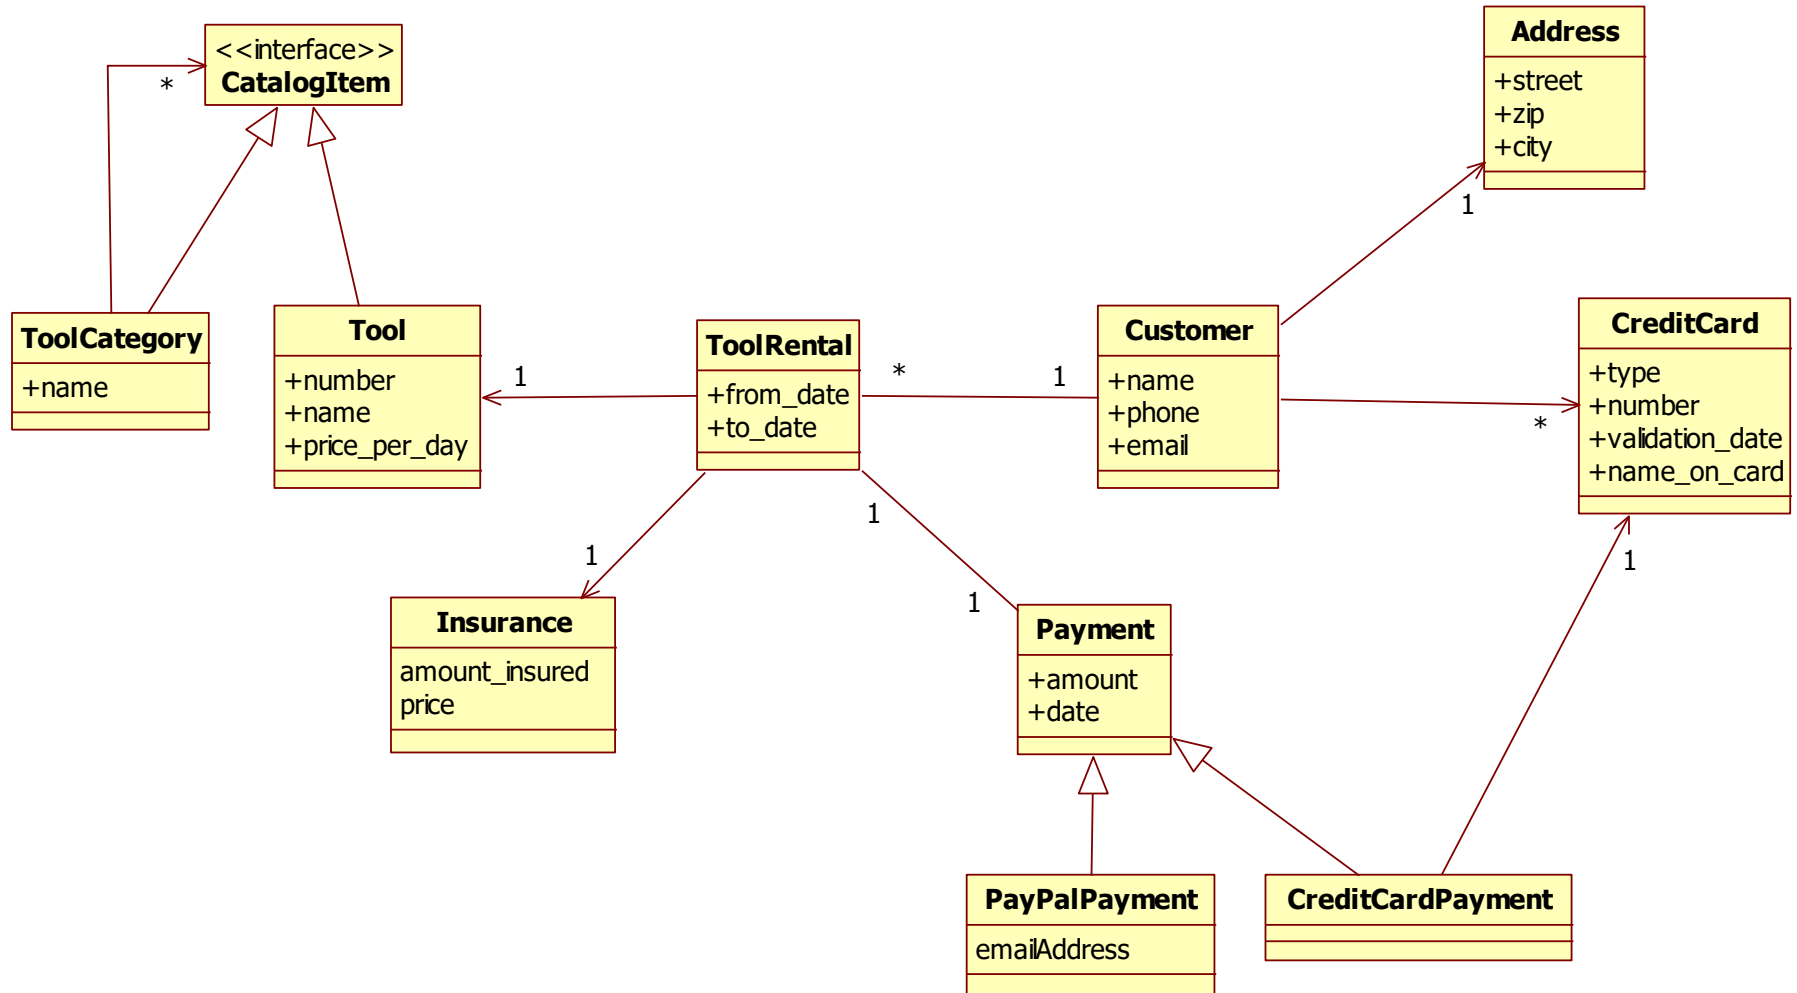 <<interface>>
CatalogItem
*
Address
+street
+zip
+city
1
ToolCategory
+name
Tool
+number
+name
+price_per_day
1
ToolRental
+from_date
+to_date
*
1
Customer
+name
+phone
+email
*
CreditCard
+type
+number
+validation_date
+name_on_card
1
1
1
1
Insurance
amount_insured
price
Payment
+amount
+date
PayPalPayment
emailAddress
CreditCardPayment